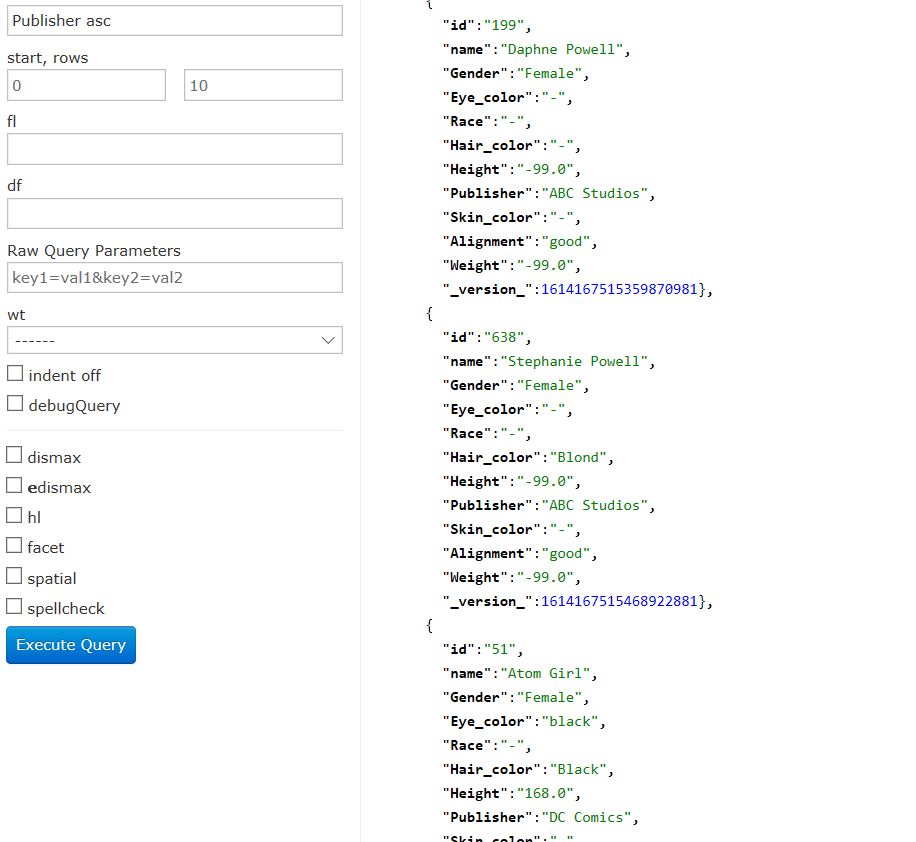 Publisher asc
start, rows
0 10
fl
df
Raw Query Parameters
key1=val1&key2=val2
wt
------
indent off
debugQuery
dismax
edismax
hl
facet
spatial
spellcheck
Execute Query
{
"id":"199",
"name":"Daphne Powell",
"Gender":"Female",
"Eye_color":"-",
"Race":"-",
"Hair_color":"-",
"Height":"-99.0",
"Publisher":"ABC Studios",
"Skin_color":"-",
"Alignment":"good",
"Weight":"-99.0",
"_version_":1614167515359870981},
{
"id":"638",
"name":"Stephanie Powell",
"Gender":"Female",
"Eye_color":"-",
"Race":"-",
"Hair_color":"Blond",
"Height":"-99.0",
"Publisher":"ABC Studios",
"Skin_color":"-",
"Alignment":"good",
"Weight":"-99.0",
"_version_":1614167515468922881},
{
"id":"51",
"name":"Atom Girl",
"Gender":"Female",
"Eye_color":"black",
"Race":"-",
"Hair_color":"Black",
"Height":"168.0",
"Publisher":"DC Comics",
"Skin_color":"-"